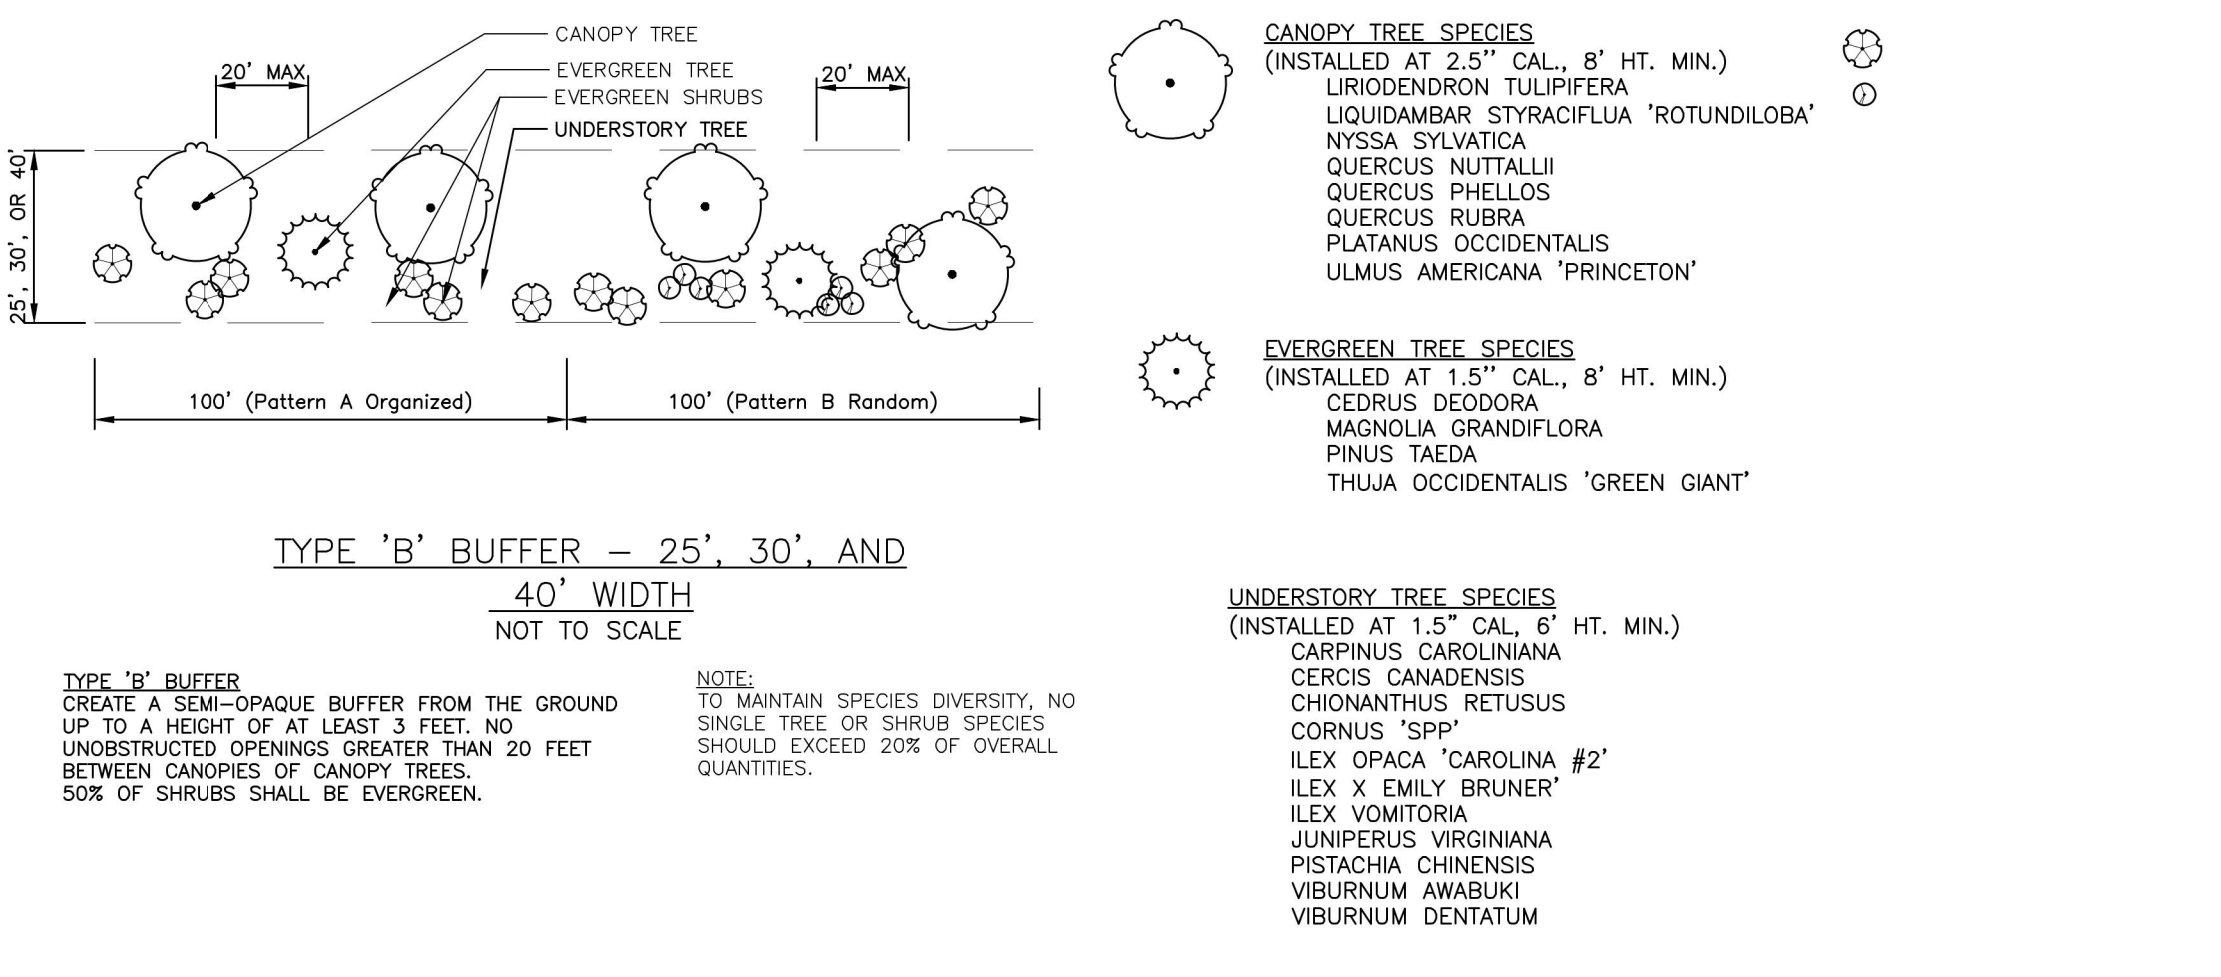 CANOPY TREE
20' MAX
EVERGREEN TREE
EVERGREEN SHRUBS
UNDERSTORY TREE
20' MAX
25', 30', OR 40'
100' (Pattern A Organized)
100' (Pattern B Random)
TYPE 'B' BUFFER – 25', 30', AND
40' WIDTH
NOT TO SCALE
TYPE 'B' BUFFER
CREATE A SEMI-OPAQUE BUFFER FROM THE GROUND
UP TO A HEIGHT OF AT LEAST 3 FEET. NO
UNOBSTRUCTED OPENINGS GREATER THAN 20 FEET
BETWEEN CANOPIES OF CANOPY TREES.
50% OF SHRUBS SHALL BE EVERGREEN.
NOTE:
TO MAINTAIN SPECIES DIVERSITY, NO
SINGLE TREE OR SHRUB SPECIES
SHOULD EXCEED 20% OF OVERALL
QUANTITIES.
CANOPY TREE SPECIES
(INSTALLED AT 2.5'' CAL., 8' HT. MIN.)
LIRIODENDRON TULIPIFERA
LIQUIDAMBAR STYRACIFLUA 'ROTUNDILOBA'
NYSSA SYLVATICA
QUERCUS NUTTALLII
QUERCUS PHELLOS
QUERCUS RUBRA
PLATANUS OCCIDENTALIS
ULMUS AMERICANA 'PRINCETON'
EVERGREEN TREE SPECIES
(INSTALLED AT 1.5'' CAL., 8' HT. MIN.)
CEDRUS DEODORA
MAGNOLIA GRANDIFLORA
PINUS TAEDA
THUJA OCCIDENTALIS 'GREEN GIANT'
UNDERSTORY TREE SPECIES
(INSTALLED AT 1.5" CAL, 6' HT. MIN.)
CARPINUS CAROLINIANA
CERCIS CANADENSIS
CHIONANTHUS RETUSUS
CORNUS 'SPP'
ILEX OPACA 'CAROLINA #2'
ILEX X EMILY BRUNER'
ILEX VOMITORIA
JUNIPERUS VIRGINIANA
PISTACHIA CHINENSIS
VIBURNUM AWABUKI
VIBURNUM DENTATUM